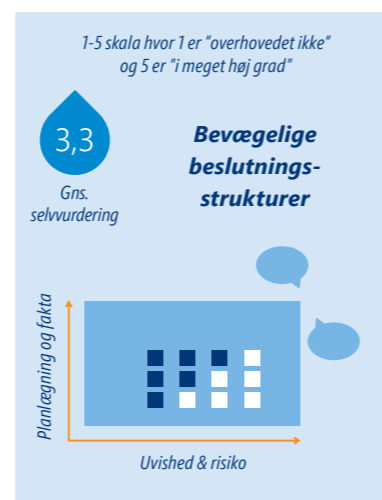 1-5 skala hvor 1 er "overhovedet ikke"
og 5 er "i meget høj grad"
3,3
Gns.
selvvurdering
Bevægelige
beslutnings-
strukturer
Planlægning og fakta
Uvished & risiko